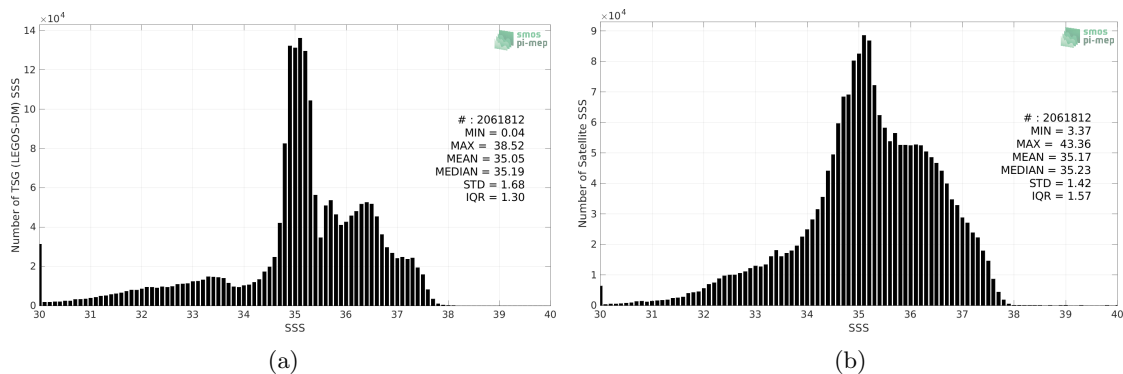 ×10⁴
14
12
10
8
6
4
2
0
Number of TSG (LEGOS-DM) SSS
smos
pi-mep
# : 2061812
MIN = 0.04
MAX = 38.52
MEAN = 35.05
MEDIAN = 35.19
STD = 1.68
IQR = 1.30
30 31 32 33 34 35 36 37 38 39 40
SSS
(a)
×10⁴
9
8
7
6
5
4
3
2
1
0
Number of Satellite SSS
smos
pi-mep
# : 2061812
MIN = 3.37
MAX = 43.36
MEAN = 35.17
MEDIAN = 35.23
STD = 1.42
IQR = 1.57
30 31 32 33 34 35 36 37 38 39 40
SSS
(b)